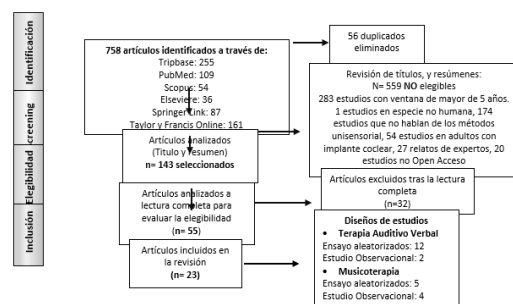 Identificación
Screening
Elegibilidad
Inclusión
758 artículos identificados a través de:
Tripbase: 255
PubMed: 109
Scopus: 54
Elseviere: 36
Springer Link: 87
Taylor y Francis Online: 161
56 duplicados
eliminados
Revisión de títulos, y resúmenes:
N= 559 NO elegibles
283 estudios con ventana de mayor de 5 años.
1 estudios en especie no humana, 174
estudios que no hablan de los métodos
unisensorial, 54 estudios en adultos con
implante coclear, 27 relatos de expertos, 20
estudios no Open Acceso
Artículos analizados
(Titulo y resumen)
n= 143 seleccionados
Artículos analizados a
lectura completa para
evaluar la elegibilidad
(n= 55)
Artículos excluidos tras la lectura
completa
(n=32)
Artículos incluidos en
la revisión
(n= 23)
Diseños de estudios
• Terapia Auditivo Verbal
Ensayo aleatorizados: 12
Estudio Observacional: 2
• Musicoterapia
Ensayo aleatorizados: 5
Estudio Observacional: 4